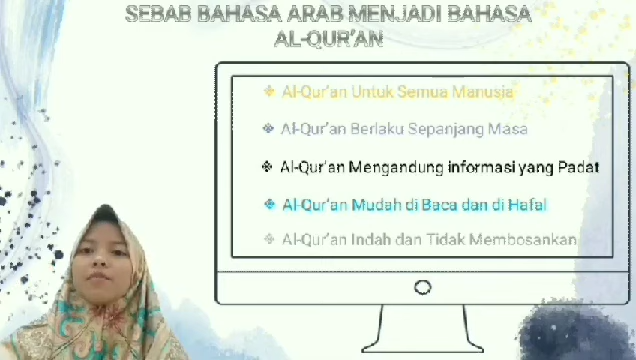 SEBAB BAHASA ARAB MENJADI BAHASA
AL-QUR'AN
❖ Al-Qur'an Untuk Semua Manusia
❖ Al-Qur'an Berlaku Sepanjang Masa
❖ Al-Qur'an Mengandung informasi yang Padat
❖ Al-Qur'an Mudah di Baca dan di Hafal
❖ Al-Qur'an Indah dan Tidak Membosankan